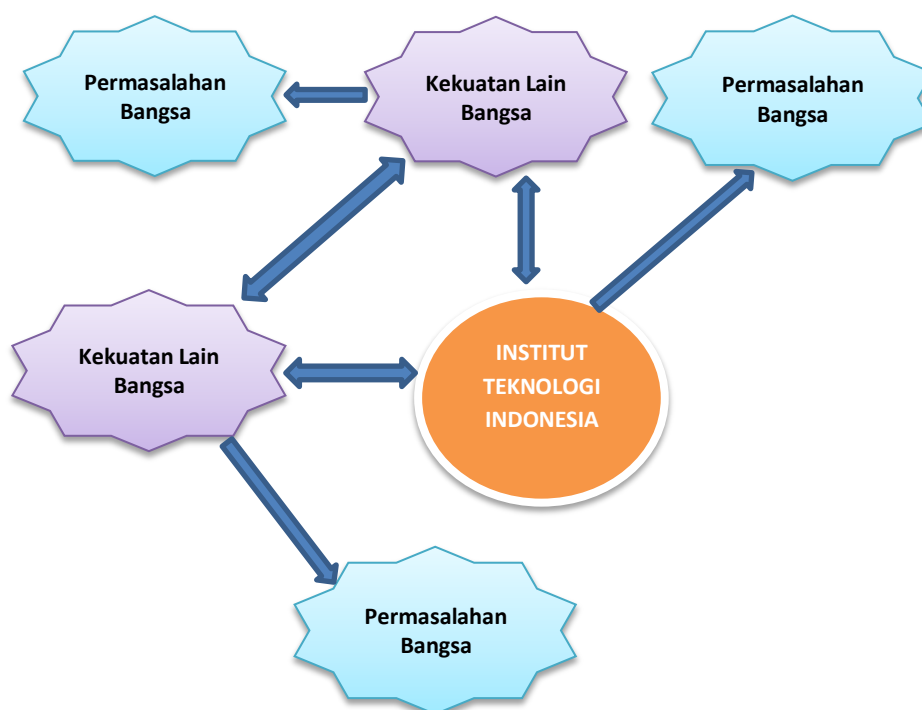 Permasalahan
Bangsa
Kekuatan Lain
Bangsa
Permasalahan
Bangsa
Kekuatan Lain
Bangsa
INSTITUT
TEKNOLOGI
INDONESIA
Permasalahan
Bangsa